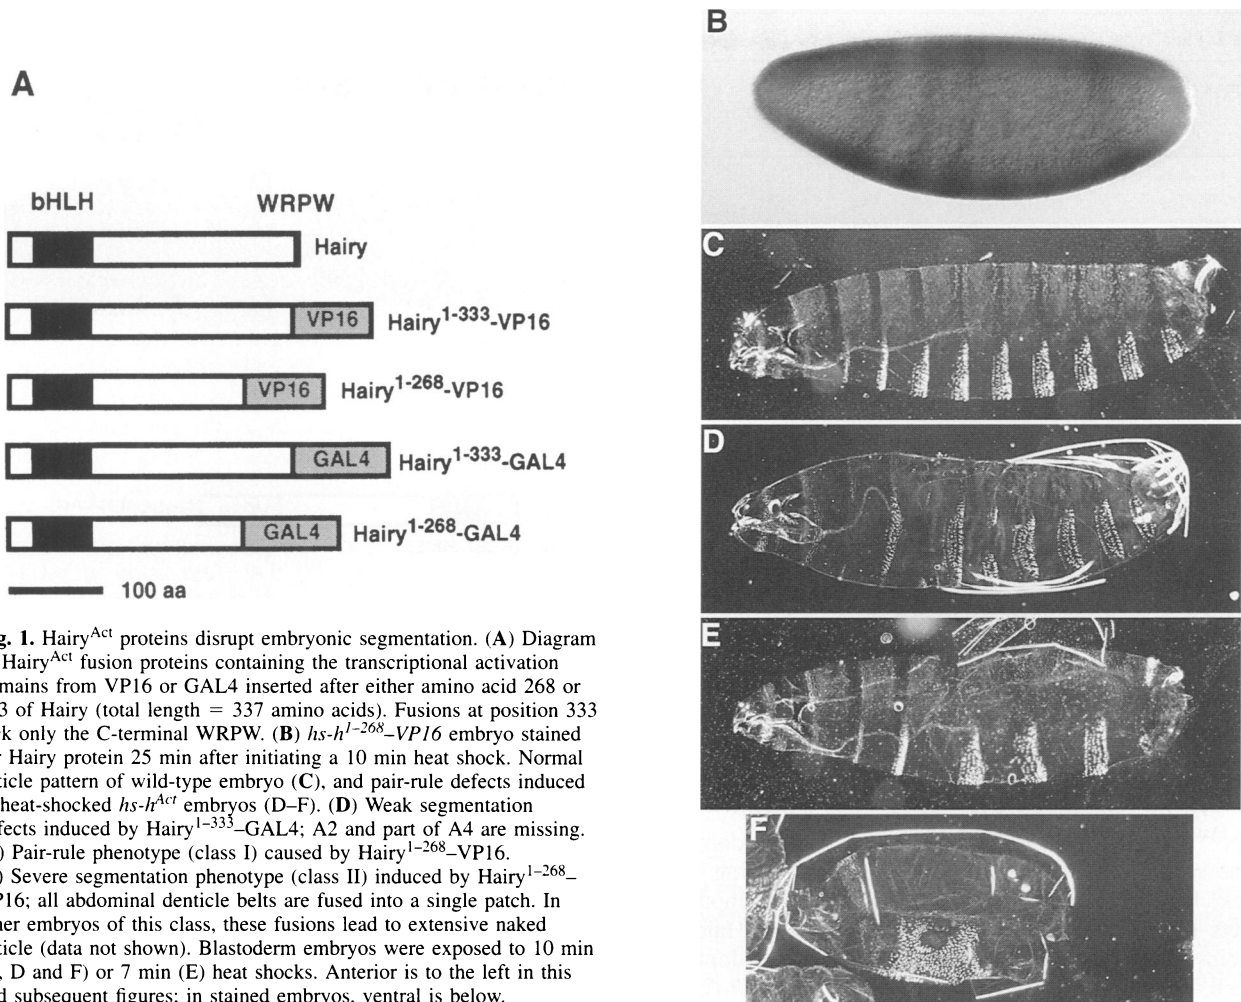 A
bHLH
WRPW
Hairy
VP16
Hairy1-333-VP16
VP16
Hairy1-268-VP16
GAL4
Hairy1-333-GAL4
GAL4
Hairy1-268-GAL4
100 aa
g. 1. HairyAct proteins disrupt embryonic segmentation. (A) Diagram
HairyAct fusion proteins containing the transcriptional activation
mains from VP16 or GAL4 inserted after either amino acid 268 or
3 of Hairy (total length = 337 amino acids). Fusions at position 333
k only the C-terminal WRPW. (B) hs-h1–268–VP16 embryo stained
r Hairy protein 25 min after initiating a 10 min heat shock. Normal
ticle pattern of wild-type embryo (C), and pair-rule defects induced
heat-shocked hs-hAct embryos (D–F). (D) Weak segmentation
fects induced by Hairy1–333–GAL4; A2 and part of A4 are missing.
) Pair-rule phenotype (class I) caused by Hairy1–268–VP16.
) Severe segmentation phenotype (class II) induced by Hairy1–268–
P16; all abdominal denticle belts are fused into a single patch. In
her embryos of this class, these fusions lead to extensive naked
ticle (data not shown). Blastoderm embryos were exposed to 10 min
, D and F) or 7 min (E) heat shocks. Anterior is to the left in this
d subsequent figures; in stained embryos, ventral is below.
B
C
D
E
F